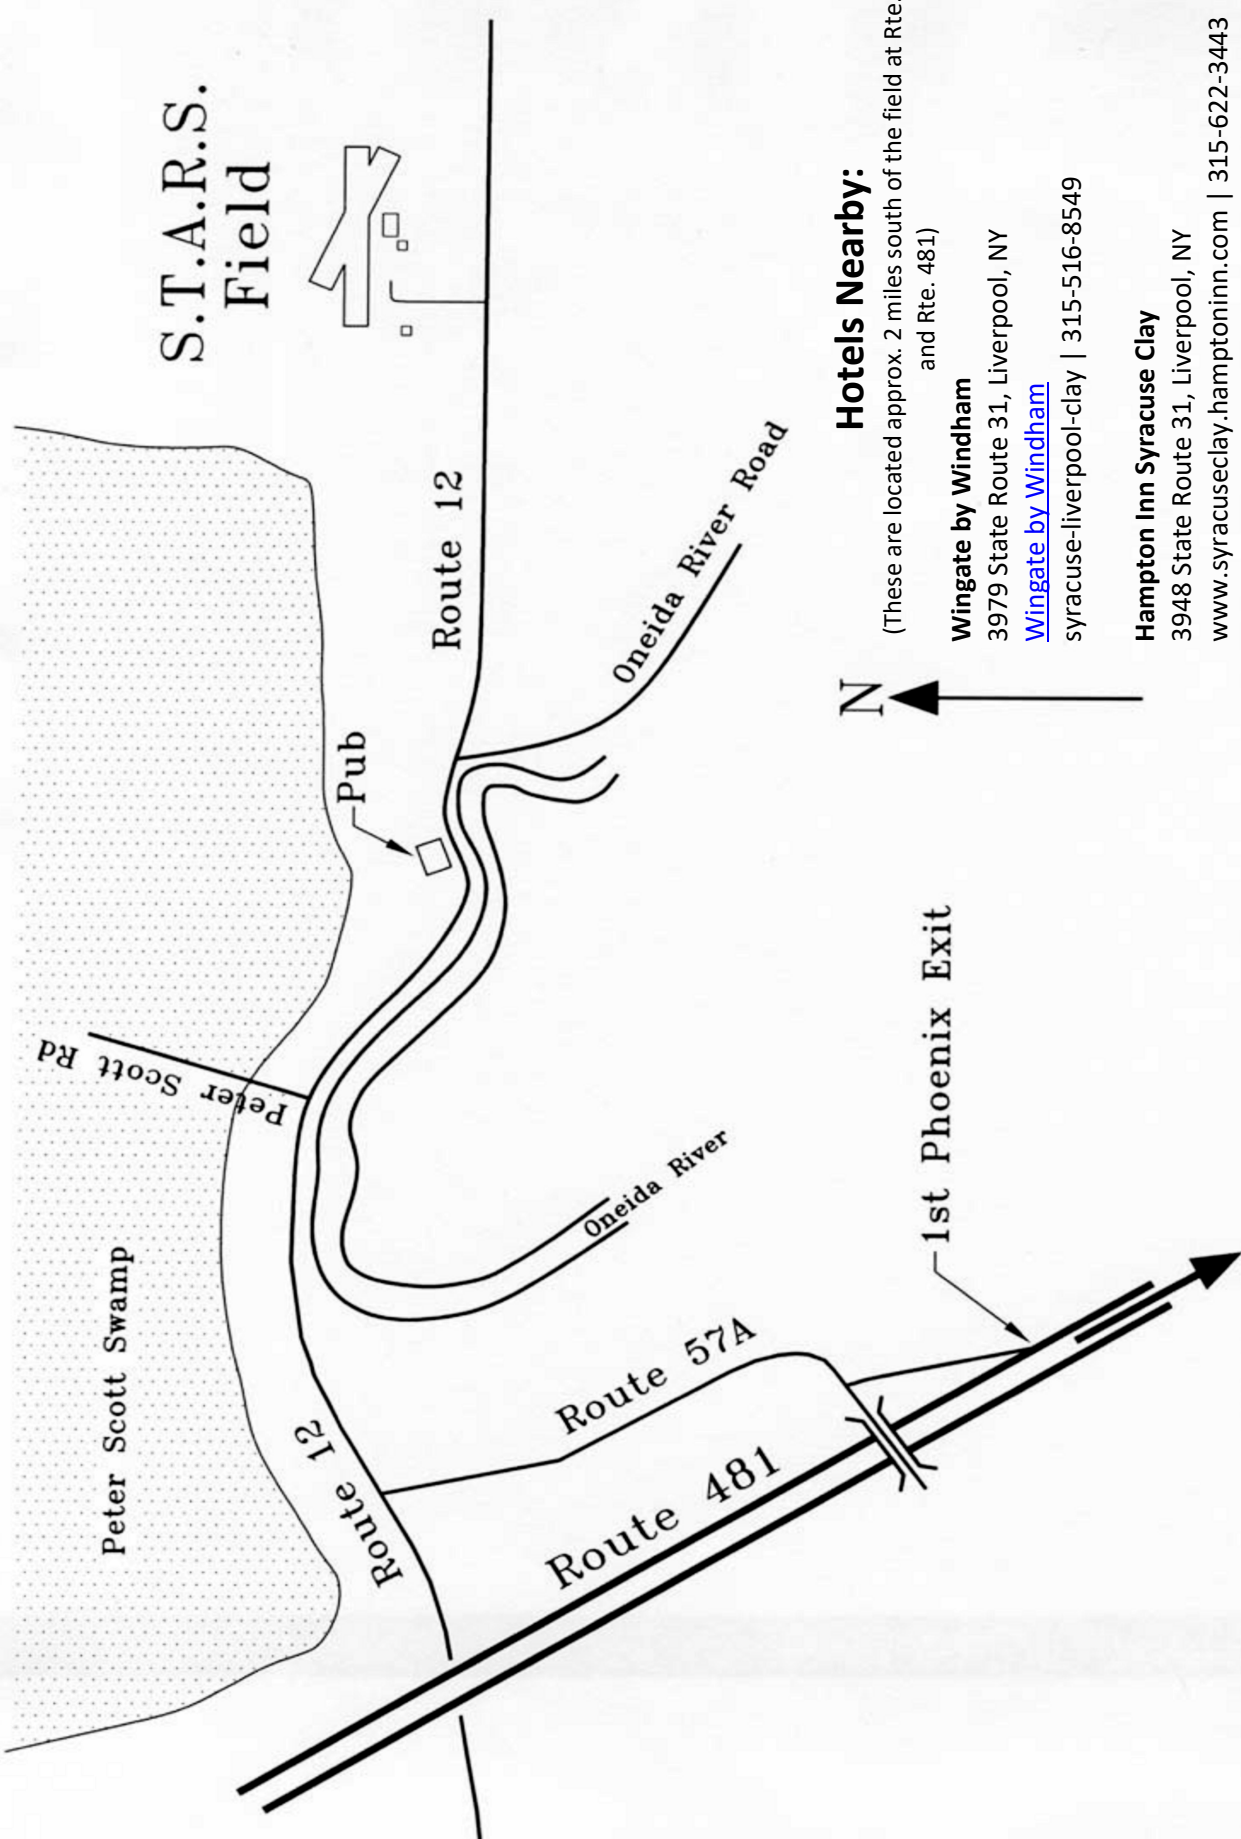 S.T.A.R.S.
Field
Peter Scott Swamp
Peter Scott Rd
Pub
Route 12
Route 12
Oneida River Road
Oneida River
Route 57A
Route 481
1st Phoenix Exit
N
Hotels Nearby:
(These are located approx. 2 miles south of the field at Rte.
and Rte. 481)
Wingate by Windham
3979 State Route 31, Liverpool, NY
Wingate by Windham
syracuse-liverpool-clay | 315-516-8549
Hampton Inn Syracuse Clay
3948 State Route 31, Liverpool, NY
www.syracuseclay.hamptoninn.com | 315-622-3443